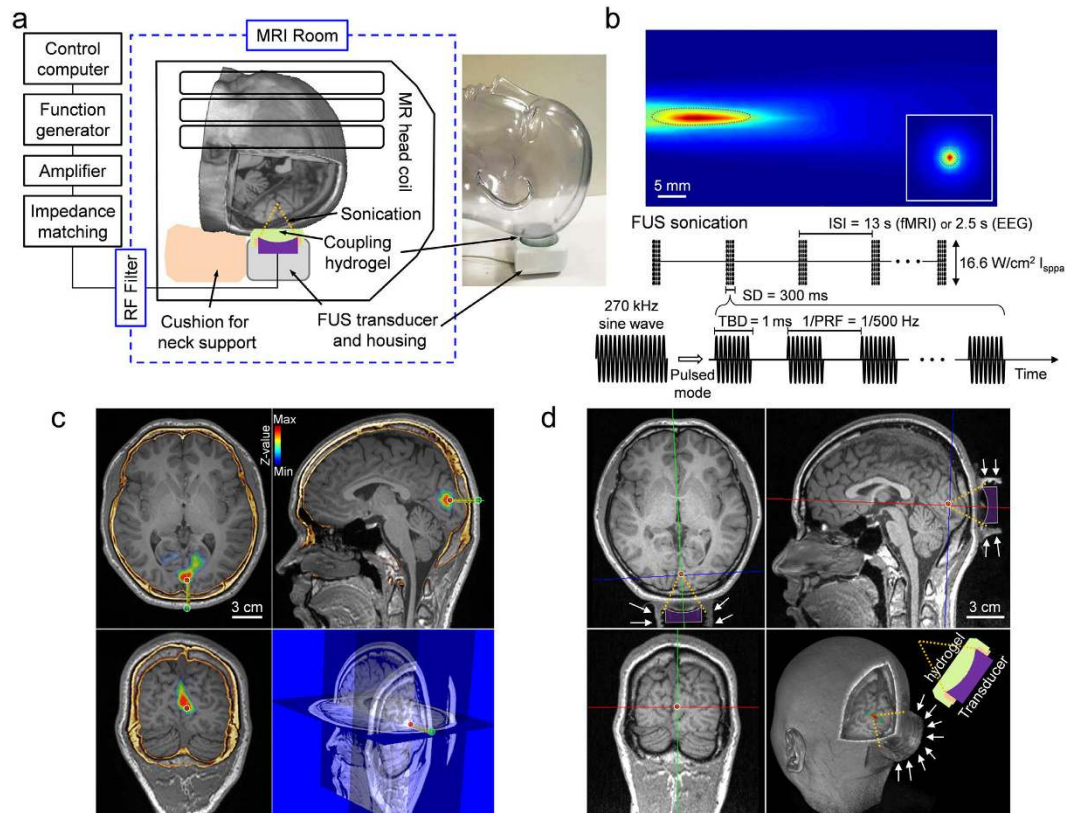 a
MRI Room
Control
computer
Function
generator
Amplifier
Impedance
matching
RF Filter
MR head coil
Sonication
Coupling
hydrogel
Cushion for
neck support
FUS transducer
and housing
b
5 mm
FUS sonication
ISI = 13 s (fMRI) or 2.5 s (EEG)
16.6 W/cm² Isppa
SD = 300 ms
270 kHz
sine wave
TBD = 1 ms
1/PRF = 1/500 Hz
Pulsed
mode
Time
c
Max
Z-value
Min
3 cm
d
3 cm
hydrogel
Transducer